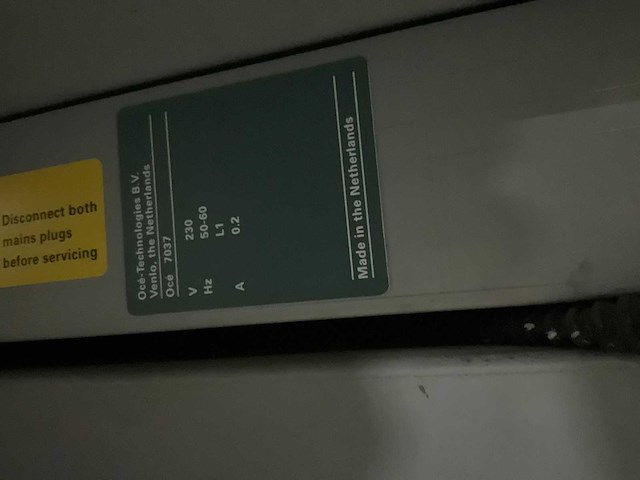 Disconnect both
mains plugs
before servicing
Océ-Technologies B.V.
Venlo, the Netherlands
Océ 7037
V 230
Hz 50-60
L1
A 0.2
Made in the Netherlands